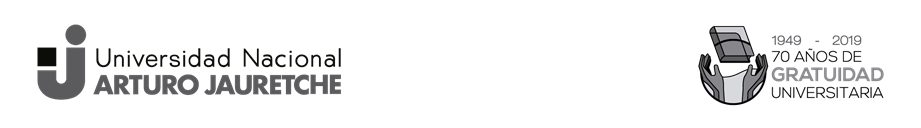 Universidad Nacional
ARTURO JAURETCHE
1949 - 2019
70 AÑOS DE
GRATUIDAD
UNIVERSITARIA